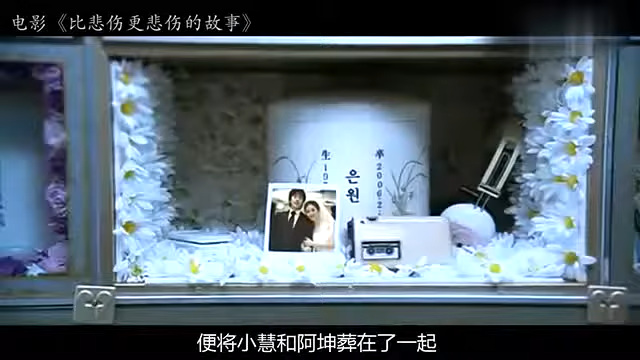 电影《比悲伤更悲伤的故事》
生 19
은원
卒 2006.2
便将小慧和阿坤葬在了一起